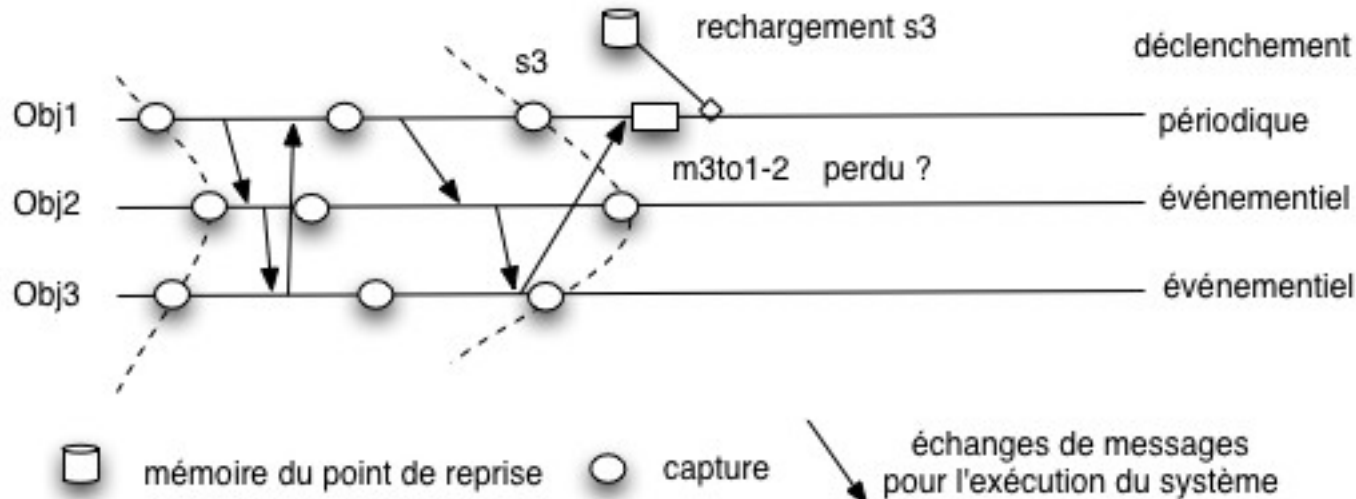 rechargement s3
déclenchement
s3
Obj1
périodique
m3to1-2 perdu ?
Obj2
événementiel
Obj3
événementiel
mémoire du point de reprise
capture
échanges de messages
pour l'exécution du système